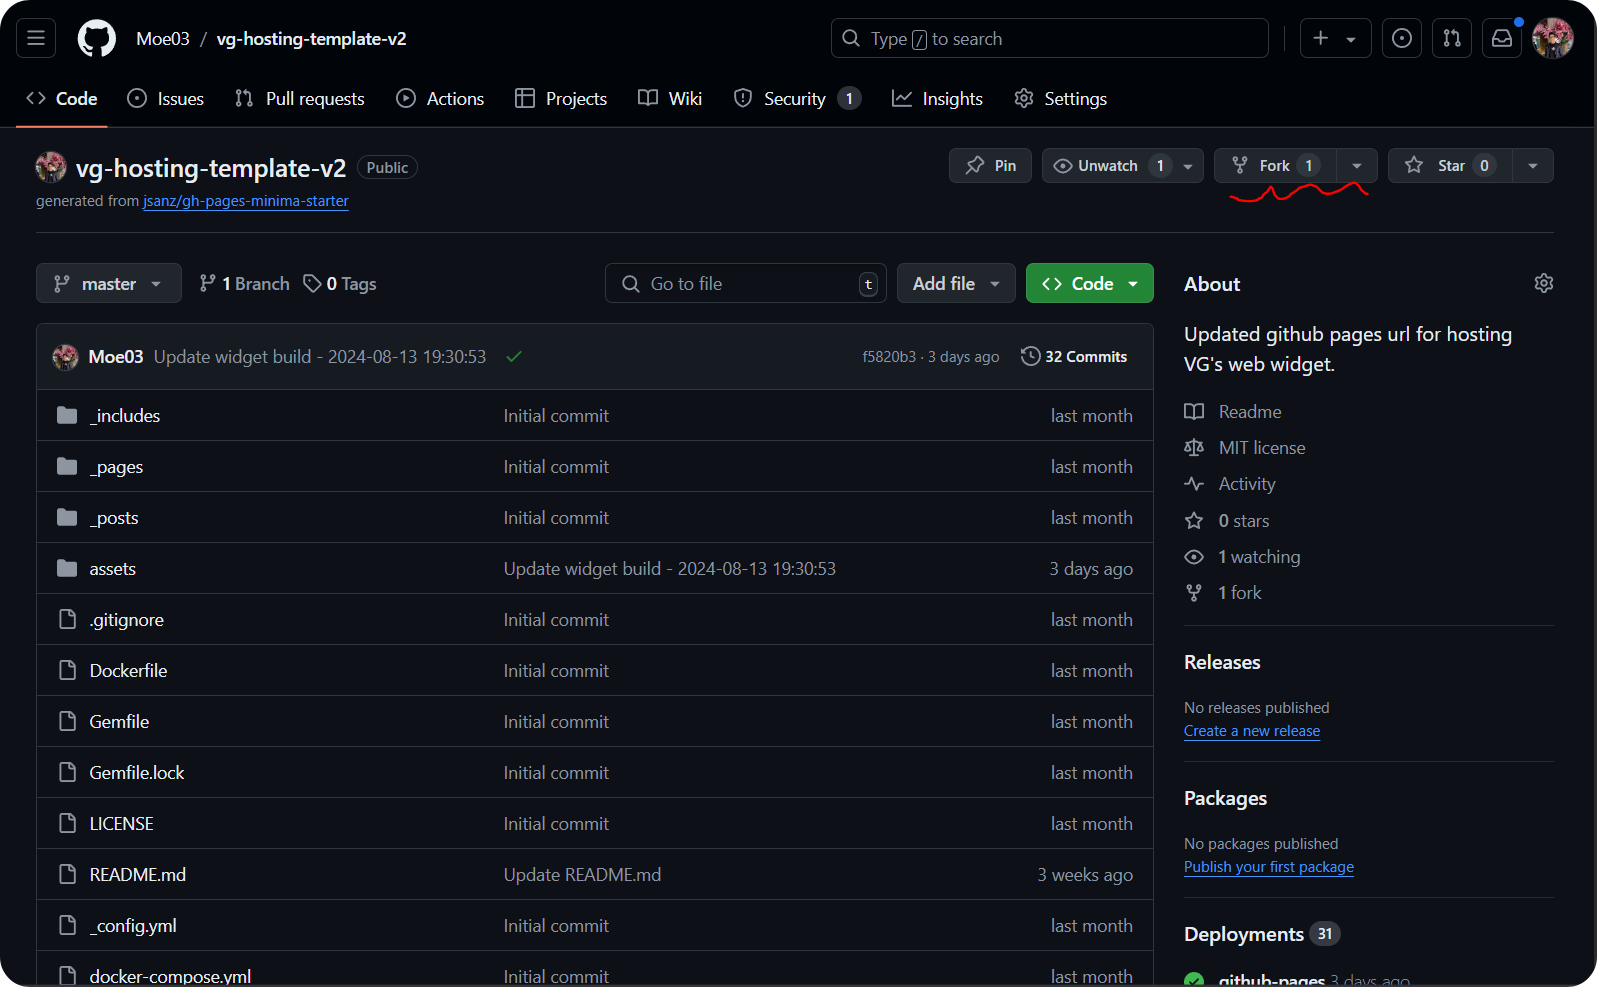 Moe03 / vg-hosting-template-v2 Type / to search
Code Issues Pull requests Actions Projects Wiki Security 1 Insights Settings
vg-hosting-template-v2 Public Pin Unwatch 1 Fork 1 Star 0
generated from jsanz/gh-pages-minima-starter
master 1 Branch 0 Tags Go to file t Add file Code
Moe03 Update widget build - 2024-08-13 19:30:53 f5820b3 · 3 days ago 32 Commits
_includes Initial commit last month
_pages Initial commit last month
_posts Initial commit last month
assets Update widget build - 2024-08-13 19:30:53 3 days ago
.gitignore Initial commit last month
Dockerfile Initial commit last month
Gemfile Initial commit last month
Gemfile.lock Initial commit last month
LICENSE Initial commit last month
README.md Update README.md 3 weeks ago
_config.yml Initial commit last month
docker-compose.yml Initial commit last month
About
Updated github pages url for hosting
VG's web widget.
Readme
MIT license
Activity
0 stars
1 watching
1 fork
Releases
No releases published
Create a new release
Packages
No packages published
Publish your first package
Deployments 31
github-pages 3 days ago